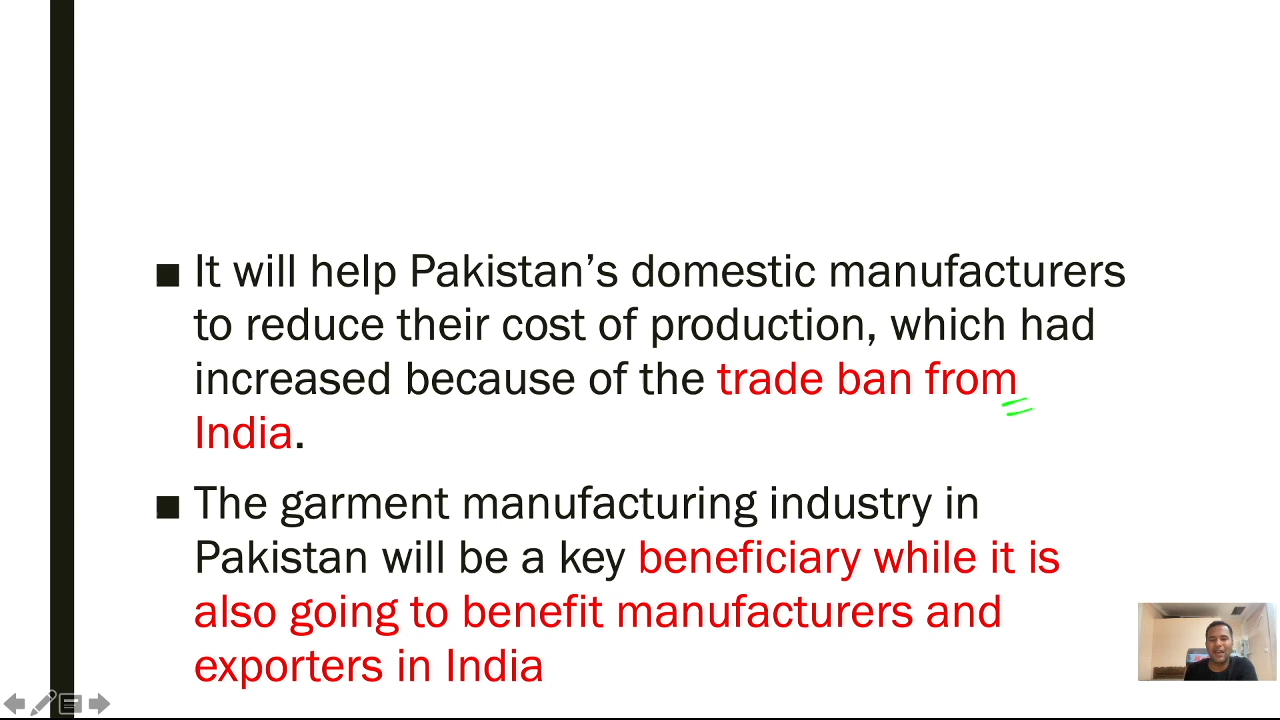 ■ It will help Pakistan’s domestic manufacturers
to reduce their cost of production, which had
increased because of the trade ban from
India.
■ The garment manufacturing industry in
Pakistan will be a key beneficiary while it is
also going to benefit manufacturers and
exporters in India